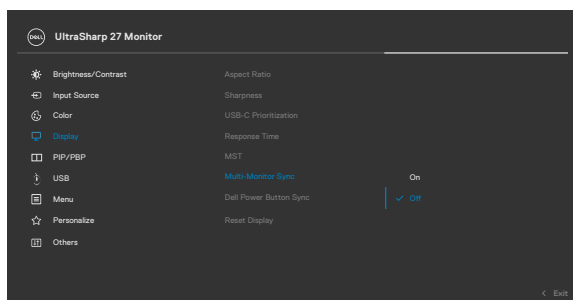 DELL UltraSharp 27 Monitor
Brightness/Contrast Aspect Ratio
Input Source Sharpness
Color USB-C Prioritization
Display Response Time
PIP/PBP MST
USB Multi-Monitor Sync On
Menu Dell Power Button Sync Off
Personalize Reset Display
Others
< Exit